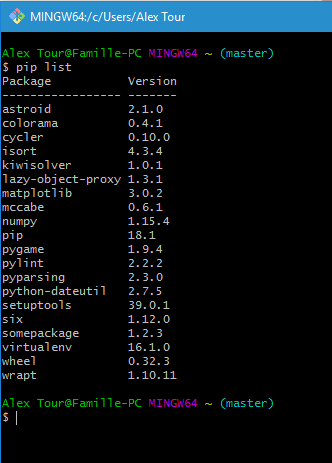 MINGW64:/c/Users/Alex Tour
Alex Tour@Famille-PC MINGW64 ~ (master)
$ pip list
Package            Version
------------------ -------
astroid            2.1.0
colorama           0.4.1
cycler             0.10.0
isort              4.3.4
kiwisolver         1.0.1
lazy-object-proxy  1.3.1
matplotlib         3.0.2
mccabe             0.6.1
numpy              1.15.4
pip                18.1
pygame             1.9.4
pylint             2.2.2
pyparsing          2.3.0
python-dateutil    2.7.5
setuptools         39.0.1
six                1.12.0
somepackage        1.2.3
virtualenv         16.1.0
wheel              0.32.3
wrapt              1.10.11
Alex Tour@Famille-PC MINGW64 ~ (master)
$